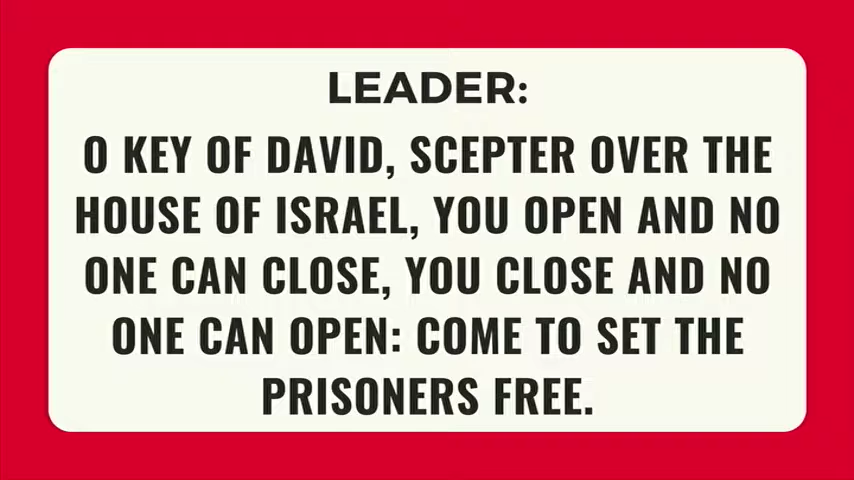 LEADER:
O KEY OF DAVID, SCEPTER OVER THE
HOUSE OF ISRAEL, YOU OPEN AND NO
ONE CAN CLOSE, YOU CLOSE AND NO
ONE CAN OPEN: COME TO SET THE
PRISONERS FREE.